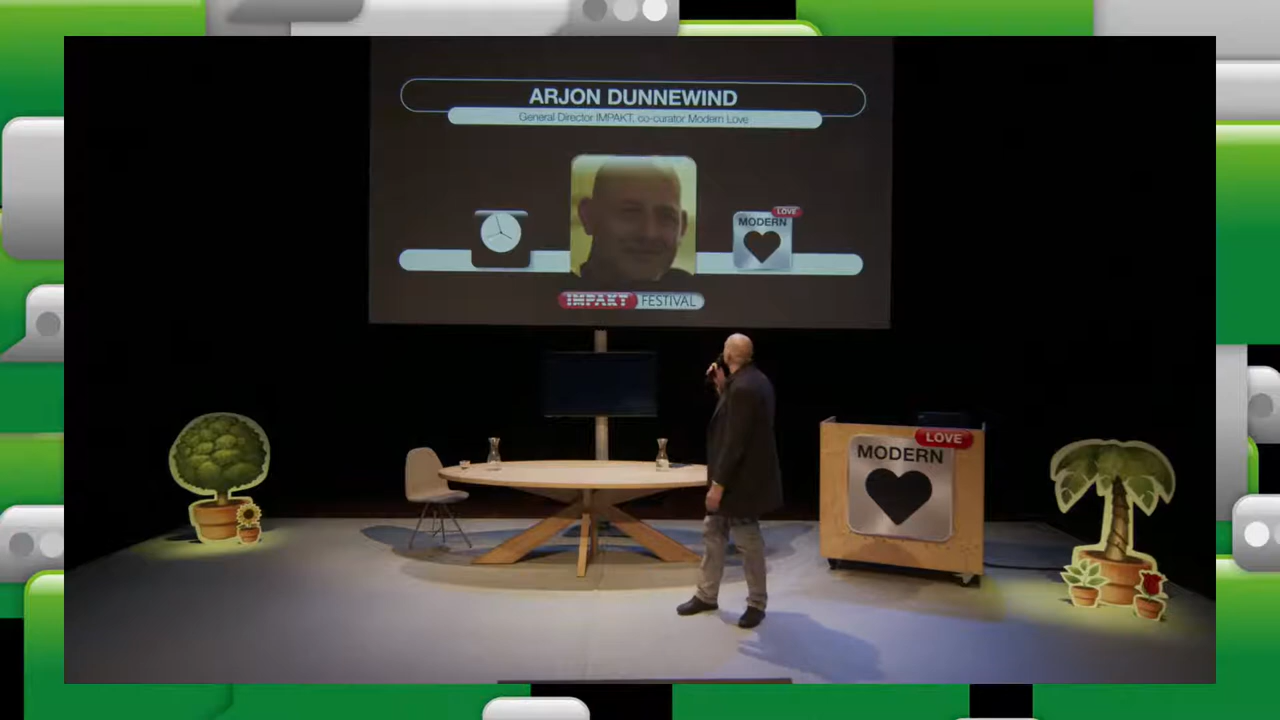 ARJON DUNNEWIND
General Director IMPAKT, co-curator Modern Love
LOVE
MODERN
IMPAKT FESTIVAL
LOVE
MODERN